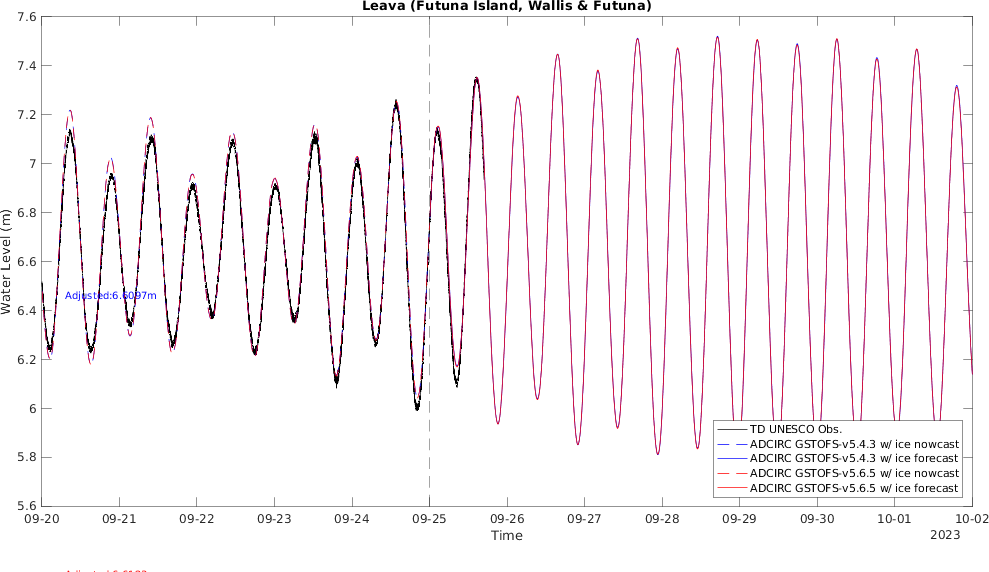 Leava (Futuna Island, Wallis & Futuna)
7.6
7.4
7.2
7
6.8
6.6
6.4
6.2
6
5.8
5.6
Water Level (m)
Adjusted:6.6097m
TD UNESCO Obs.
ADCIRC GSTOFS-v5.4.3 w/ ice nowcast
ADCIRC GSTOFS-v5.4.3 w/ ice forecast
ADCIRC GSTOFS-v5.6.5 w/ ice nowcast
ADCIRC GSTOFS-v5.6.5 w/ ice forecast
09-20 09-21 09-22 09-23 09-24 09-25 09-26 09-27 09-28 09-29 09-30 10-01 10-02
Time
2023